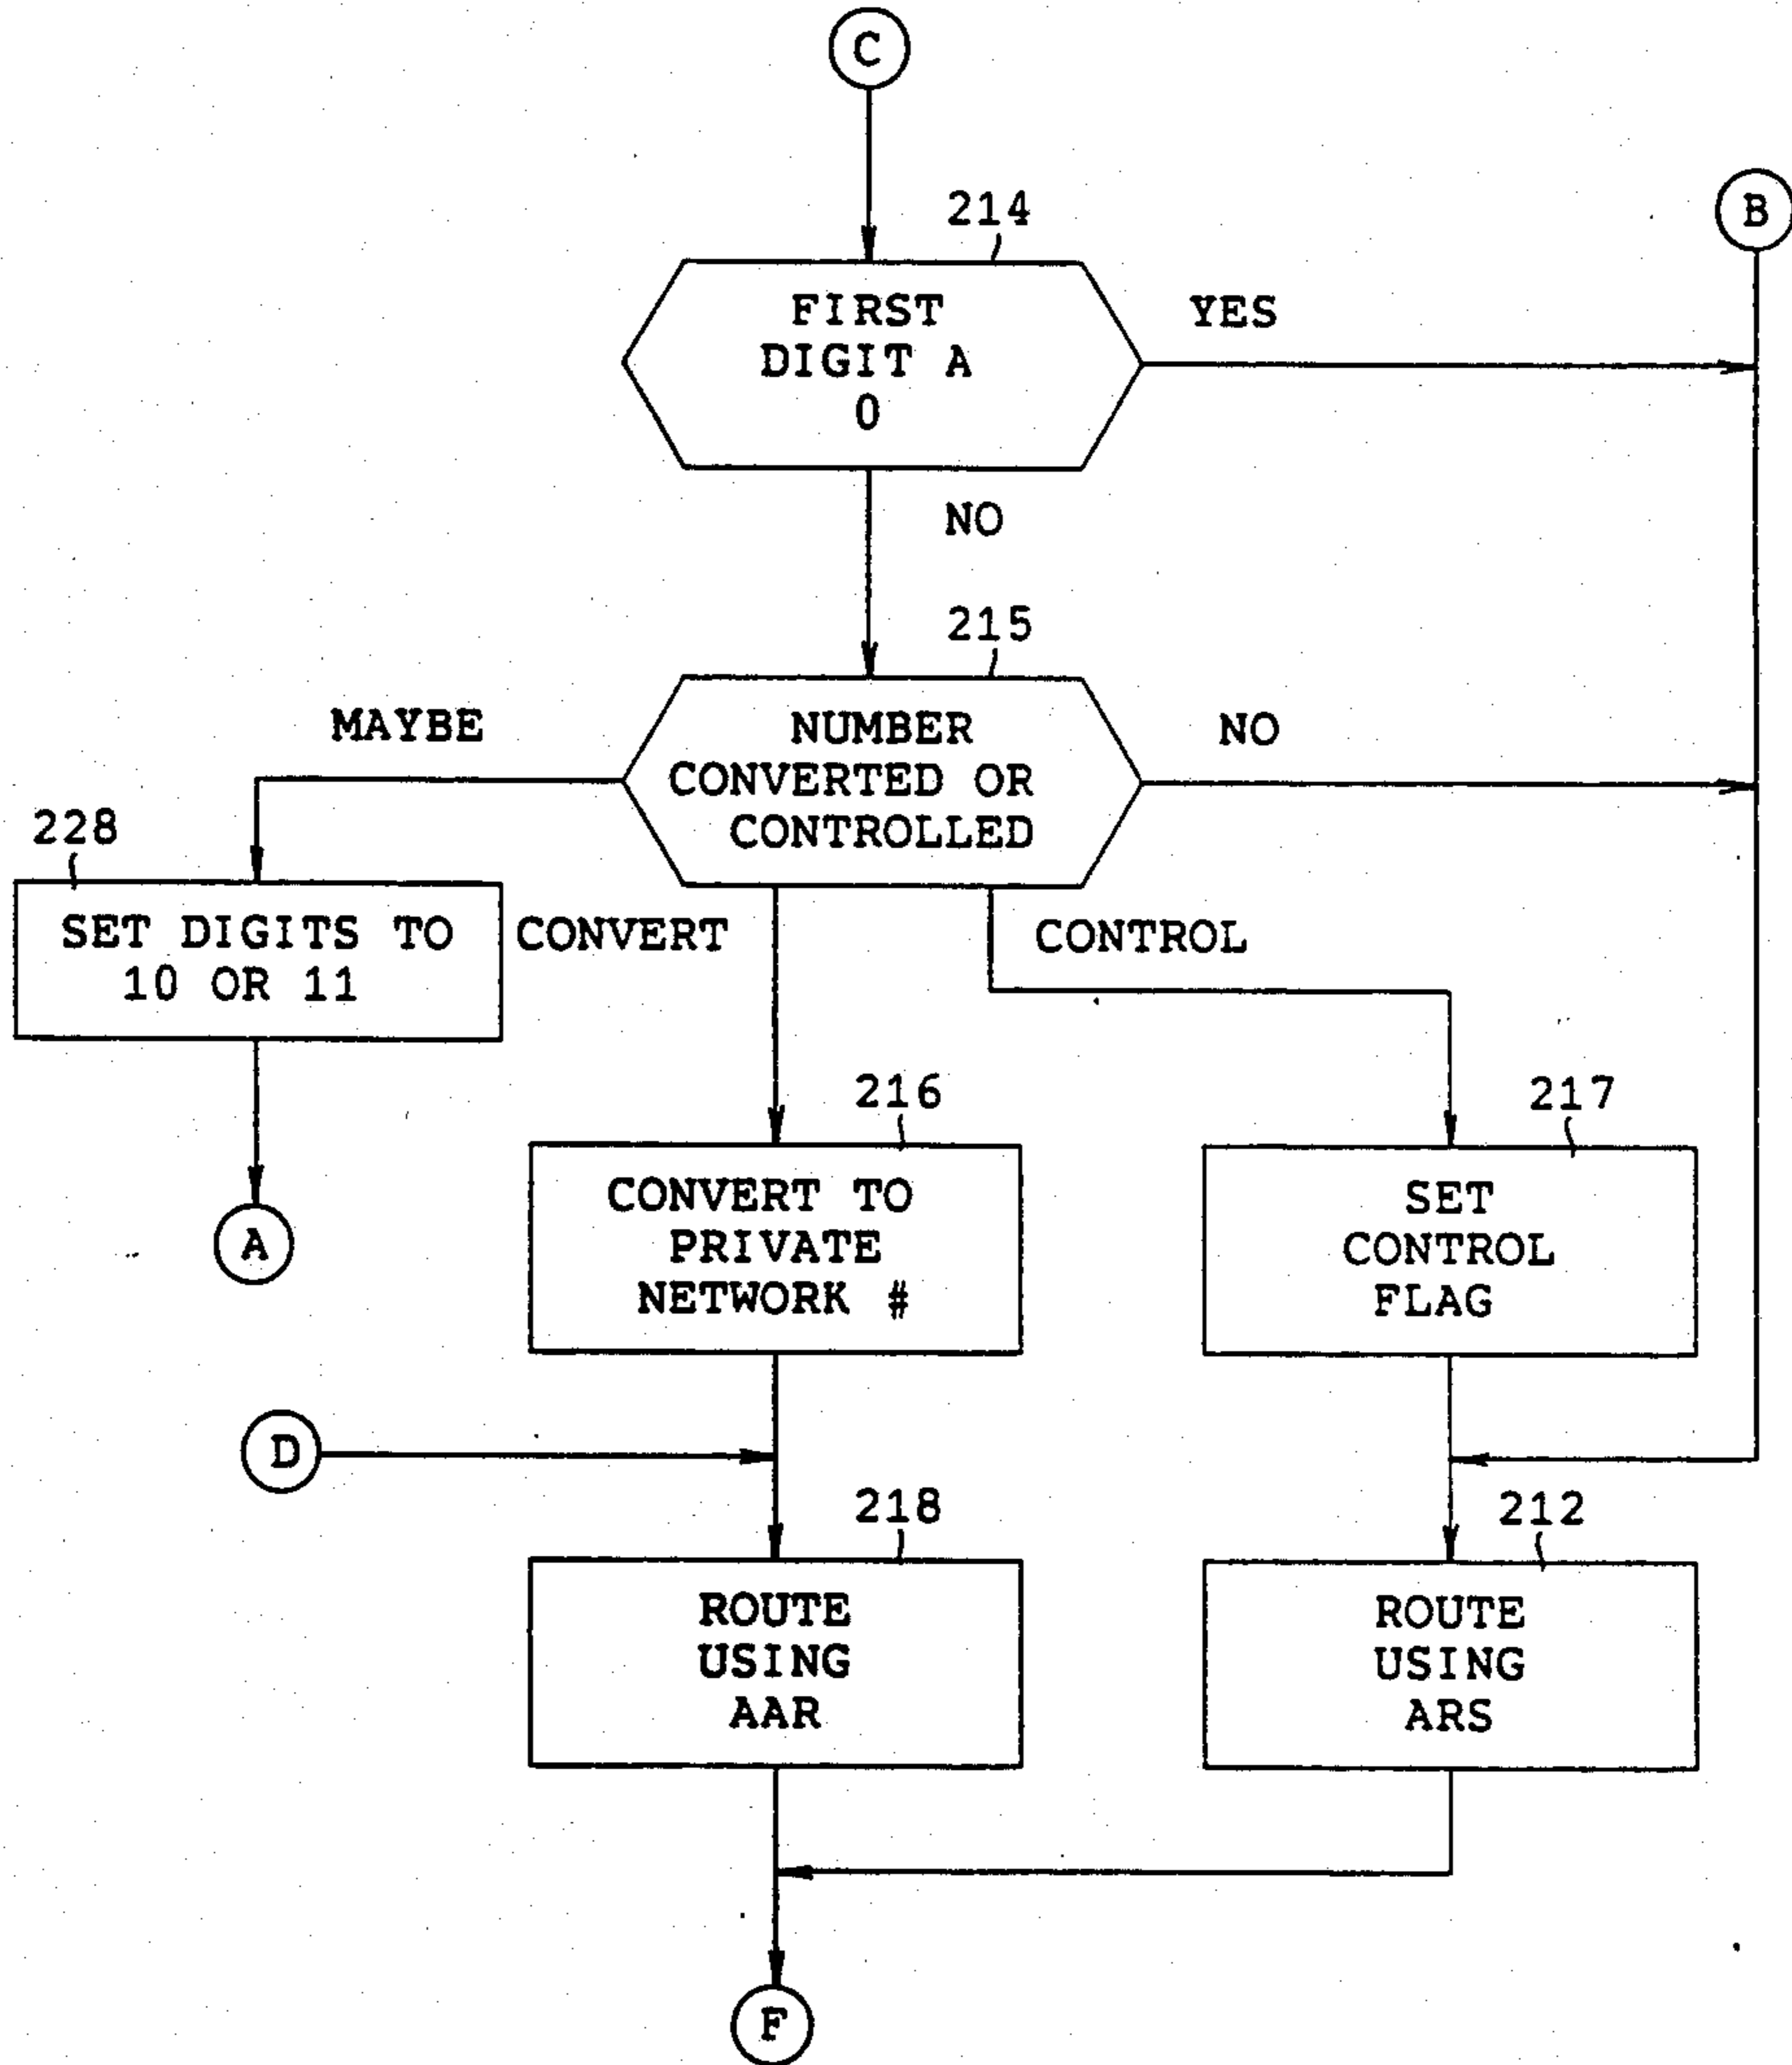 C
B
214
FIRST
DIGIT A
0
YES
NO
215
NUMBER
CONVERTED OR
CONTROLLED
MAYBE
NO
228
SET DIGITS TO
10 OR 11
CONVERT
CONTROL
A
216
CONVERT TO
PRIVATE
NETWORK #
217
SET
CONTROL
FLAG
D
218
ROUTE
USING
AAR
212
ROUTE
USING
ARS
F